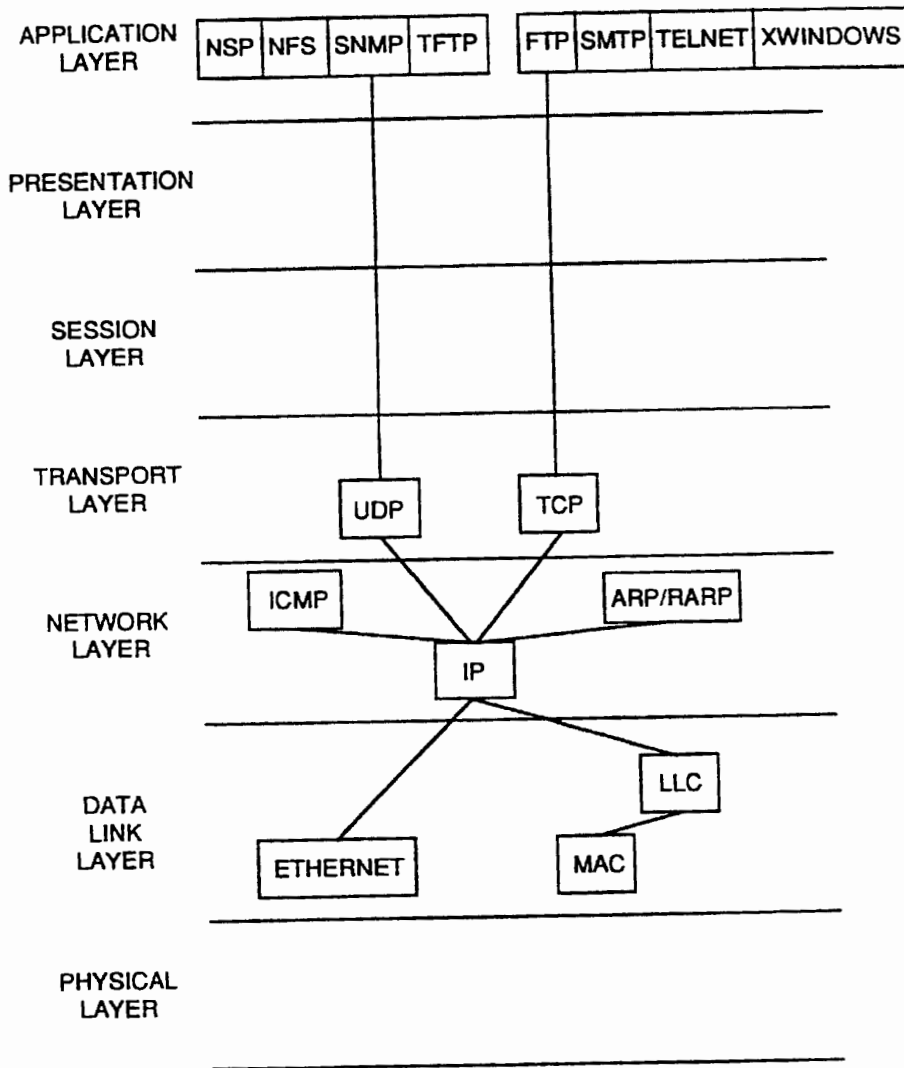 APPLICATION
LAYER
NSP NFS SNMP TFTP
FTP SMTP TELNET XWINDOWS
PRESENTATION
LAYER
SESSION
LAYER
TRANSPORT
LAYER
UDP
TCP
NETWORK
LAYER
ICMP
ARP/RARP
IP
DATA
LINK
LAYER
LLC
ETHERNET
MAC
PHYSICAL
LAYER